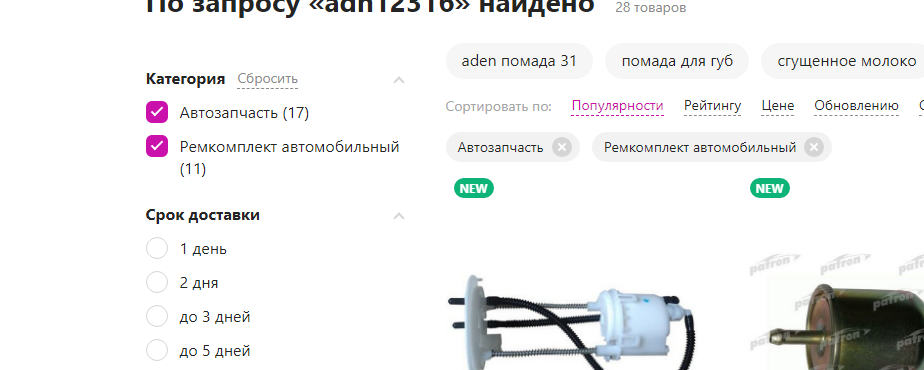 По запросу «adn12316» найдено 28 товаров
aden помада 31 помада для губ сгущенное молоко
Категория Сбросить
Сортировать по: Популярности Рейтингу Цене Обновлению
Автозапчасть (17)
Ремкомплект автомобильный
(11)
Автозапчасть Ремкомплект автомобильный
NEW NEW
Срок доставки
1 день
2 дня
до 3 дней
до 5 дней
patron patron
patron
patron patron